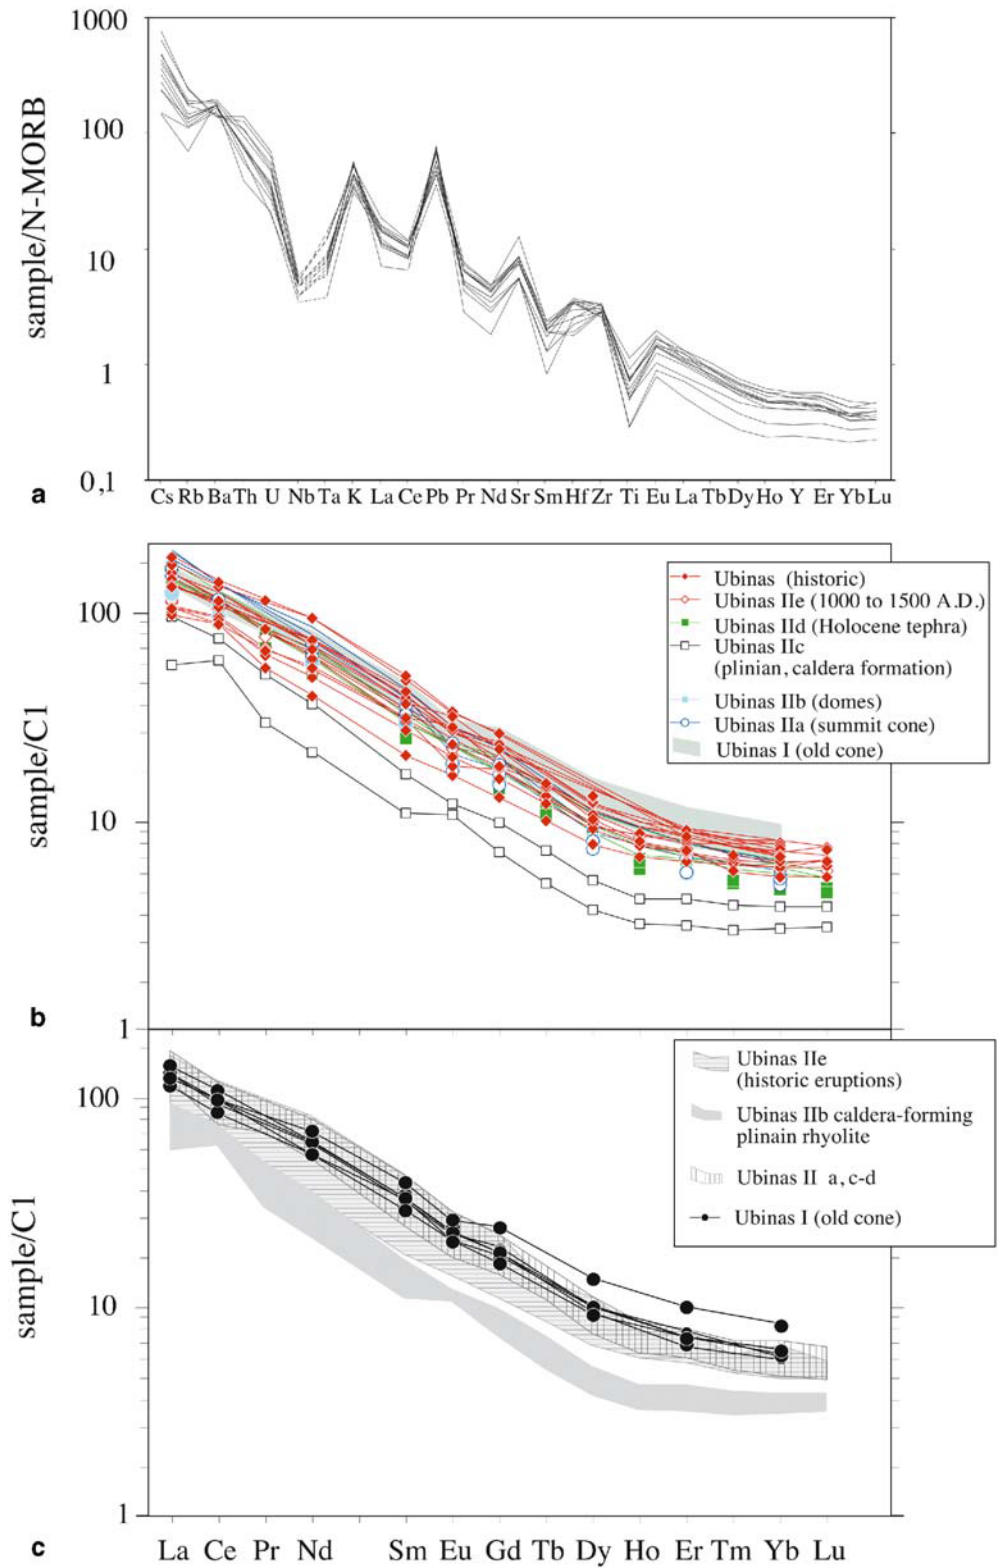 1000
100
10
1
0,1
sample/N-MORB
a
Cs Rb Ba Th U Nb Ta K La Ce Pb Pr Nd Sr Sm Hf Zr Ti Eu La Tb Dy Ho Y Er Yb Lu
100
10
1
sample/C1
b
Ubinas (historic)
Ubinas IIe (1000 to 1500 A.D.)
Ubinas IId (Holocene tephra)
Ubinas IIc
(plinian, caldera formation)
Ubinas IIb (domes)
Ubinas IIa (summit cone)
Ubinas I (old cone)
100
10
1
sample/C1
c
Ubinas IIe
(historic eruptions)
Ubinas IIb caldera-forming
plinain rhyolite
Ubinas II a, c-d
Ubinas I (old cone)
La Ce Pr Nd Sm Eu Gd Tb Dy Ho Er Tm Yb Lu